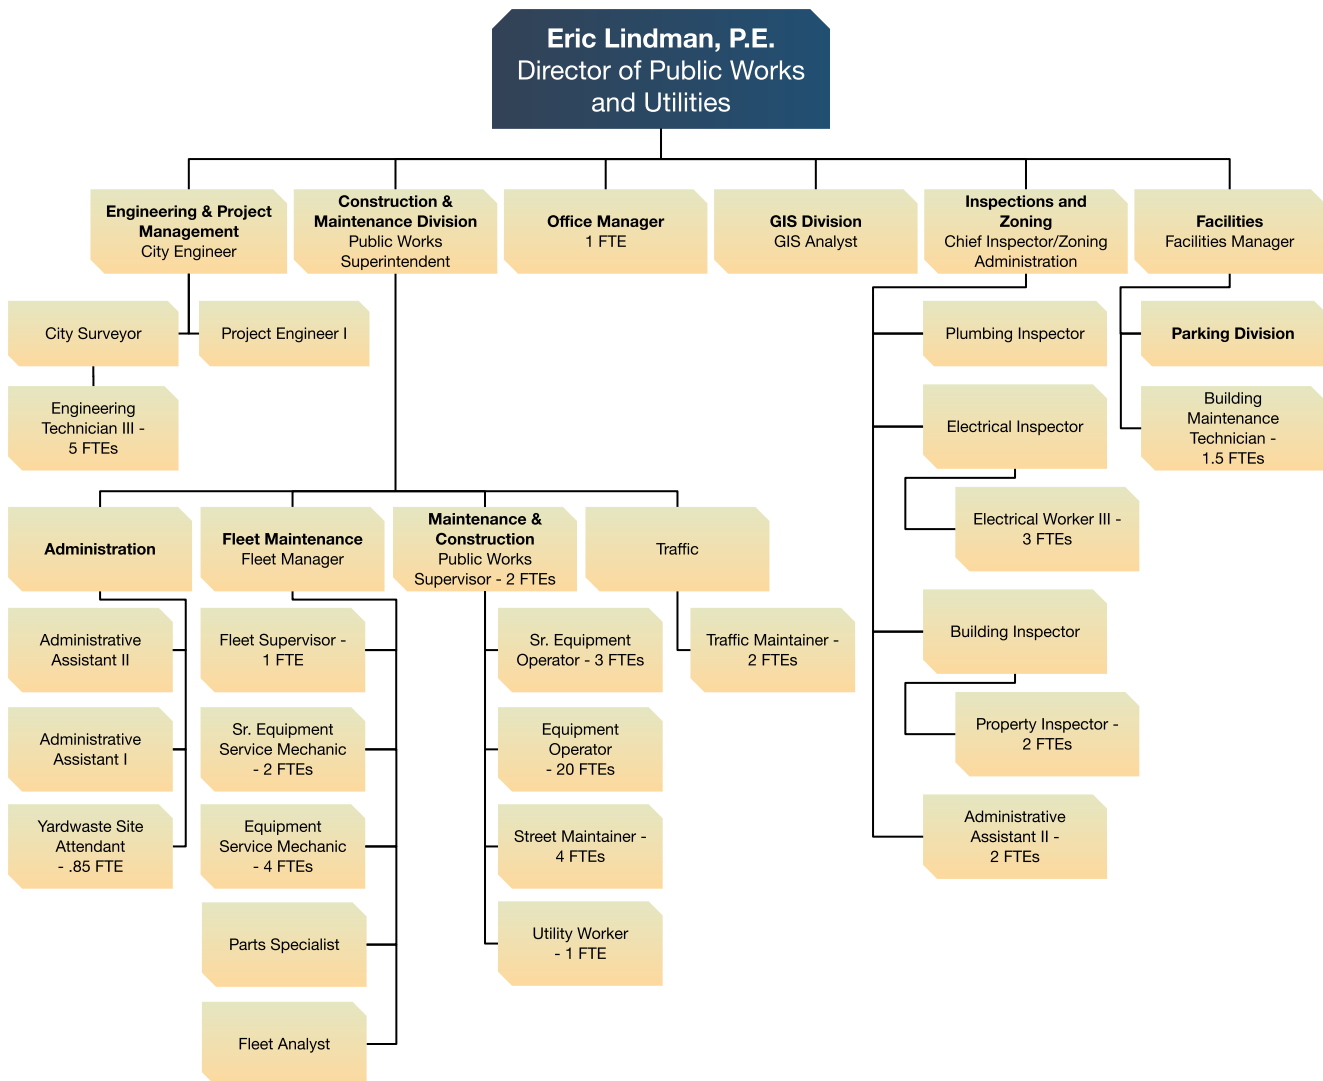 Eric Lindman, P.E.
Director of Public Works
and Utilities
Engineering & Project
Management
City Engineer
Construction &
Maintenance Division
Public Works
Superintendent
Office Manager
1 FTE
GIS Division
GIS Analyst
Inspections and
Zoning
Chief Inspector/Zoning
Administration
Facilities
Facilities Manager
City Surveyor
Project Engineer I
Engineering
Technician III -
5 FTEs
Plumbing Inspector
Electrical Inspector
Electrical Worker III -
3 FTEs
Building Inspector
Property Inspector -
2 FTEs
Administrative
Assistant II -
2 FTEs
Parking Division
Building
Maintenance
Technician -
1.5 FTEs
Administration
Fleet Maintenance
Fleet Manager
Maintenance &
Construction
Public Works
Supervisor - 2 FTEs
Traffic
Administrative
Assistant II
Administrative
Assistant I
Yardwaste Site
Attendant
- .85 FTE
Fleet Supervisor -
1 FTE
Sr. Equipment
Service Mechanic
- 2 FTEs
Equipment
Service Mechanic
- 4 FTEs
Parts Specialist
Fleet Analyst
Sr. Equipment
Operator - 3 FTEs
Equipment
Operator
- 20 FTEs
Street Maintainer -
4 FTEs
Utility Worker
- 1 FTE
Traffic Maintainer -
2 FTEs